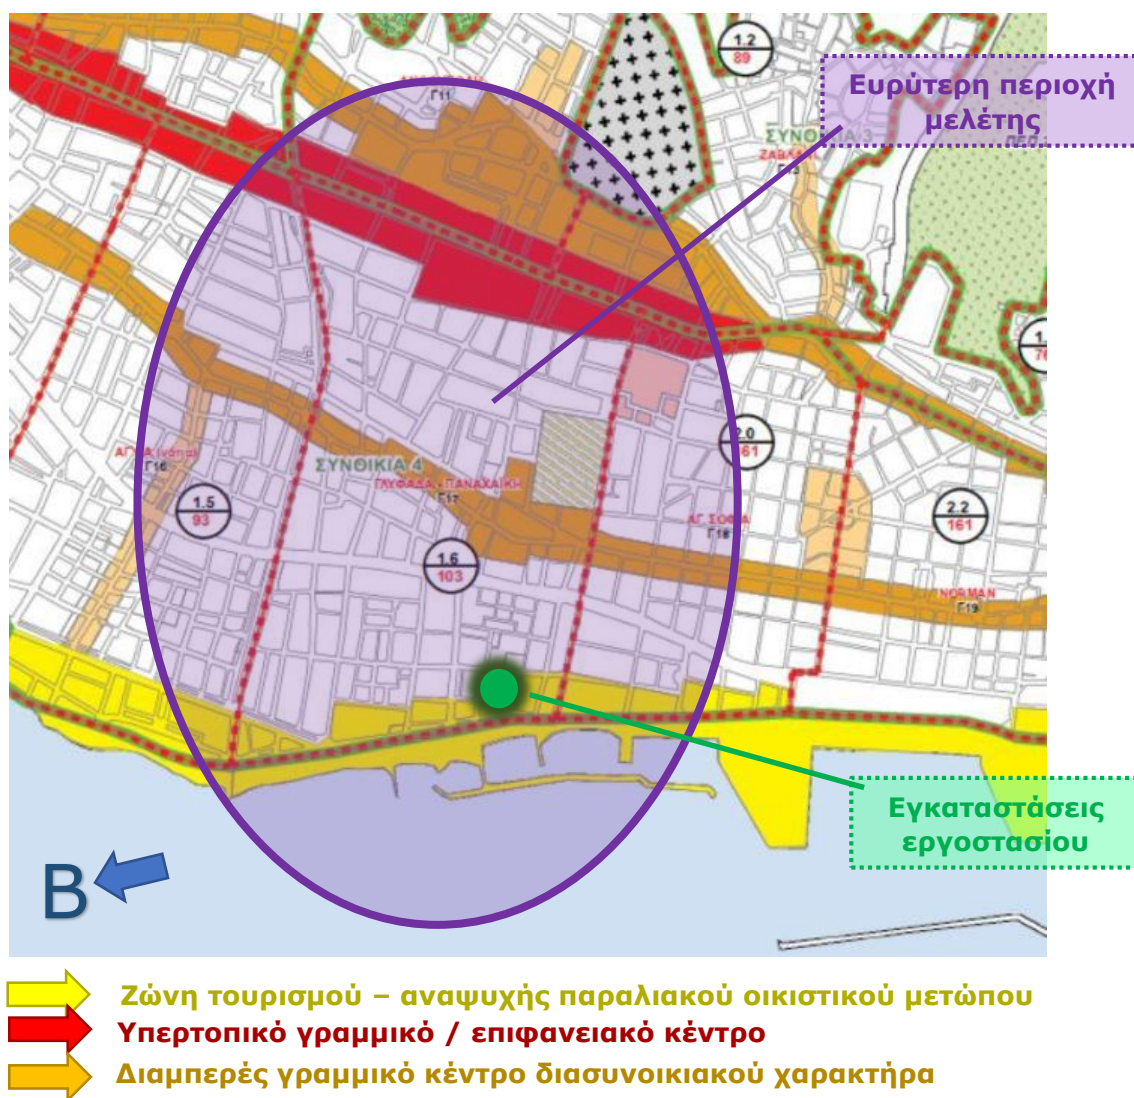 1.2
89
Ευρύτερη περιοχή
μελέτης
Γ11
ΣΥΝΟΙΚΙΑ 3
1.5
93
Γ16
ΣΥΝΟΙΚΙΑ 4
ΓΛΥΦΑΔΑ - ΠΑΝΑΧΑΪΚΗ
Γ17
1.6
103
2.0
161
ΑΓ. ΣΟΦΙΑ
Γ18
2.2
161
NORMAN
Γ19
Εγκαταστάσεις
εργοστασίου
Β
Ζώνη τουρισμού – αναψυχής παραλιακού οικιστικού μετώπου
Υπερτοπικό γραμμικό / επιφανειακό κέντρο
Διαμπερές γραμμικό κέντρο διασυνοικιακού χαρακτήρα